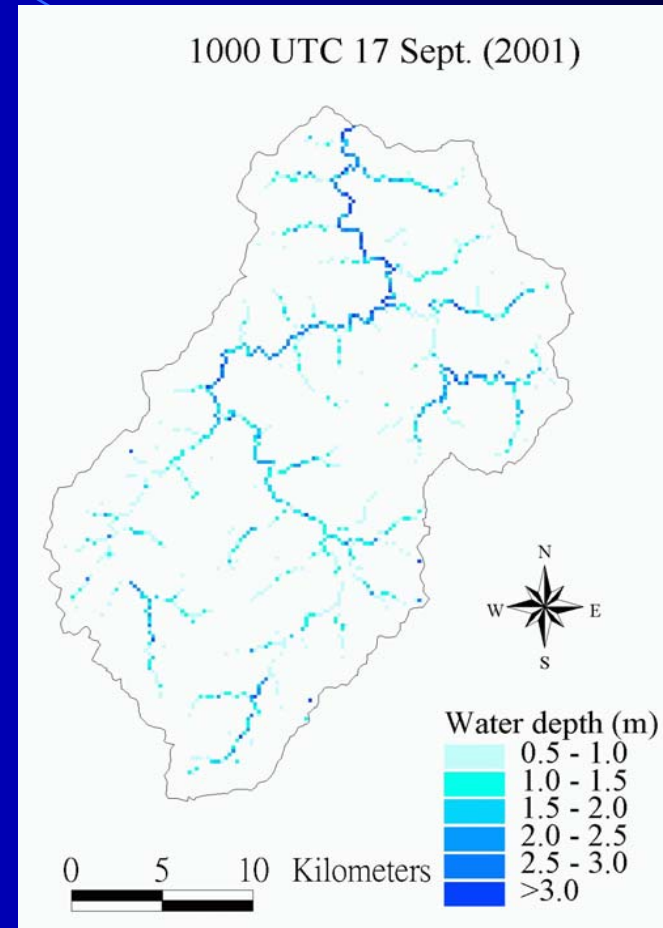 1000 UTC 17 Sept. (2001)
N
W E
S
Water depth (m)
0.5 - 1.0
1.0 - 1.5
1.5 - 2.0
2.0 - 2.5
2.5 - 3.0
>3.0
0 5 10 Kilometers